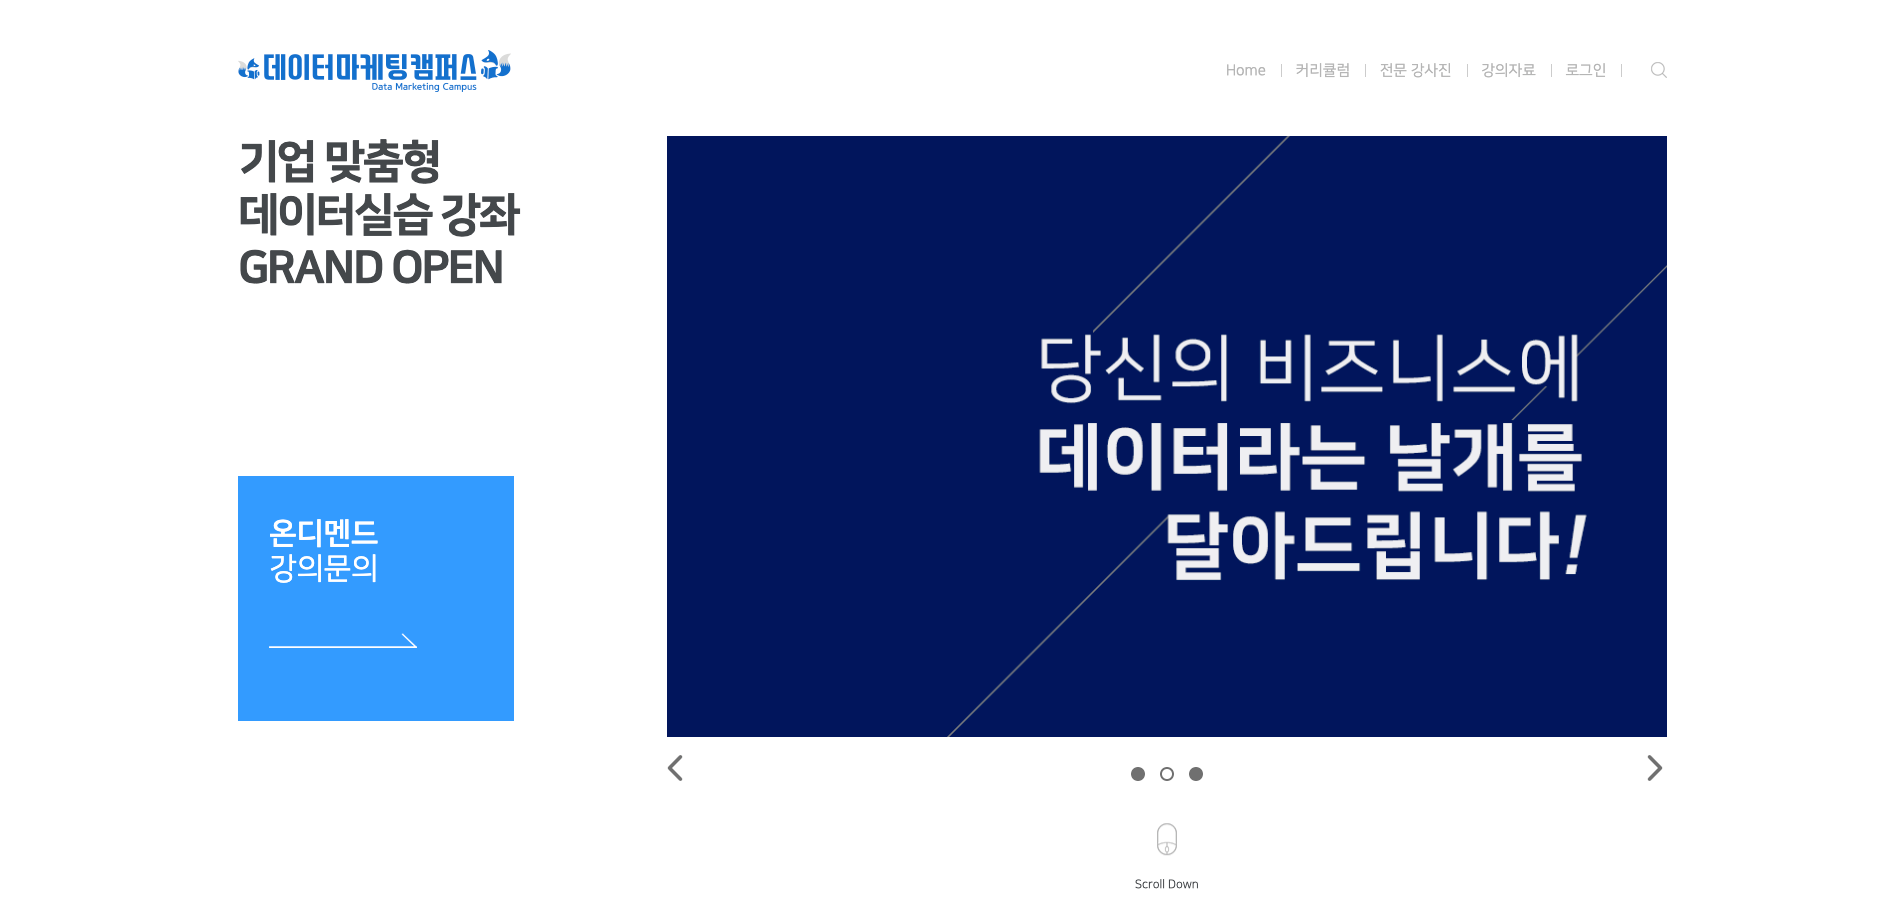 데이터마케팅캠퍼스
Data Marketing Campus
Home
커리큘럼
전문 강사진
강의자료
로그인
기업 맞춤형
데이터실습 강좌
GRAND OPEN
당신의 비즈니스에
데이터라는 날개를
달아드립니다!
온디멘드
강의문의
Scroll Down